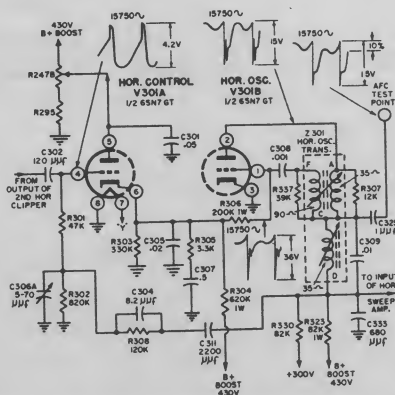 430V
B+ BOOST
15750~
4.2V
HOR. CONTROL
V301A
1/2 6SN7 GT
15750~
15V
HOR. OSC.
V301B
1/2 6SN7 GT
15750~
10%
15V
AFC
TEST
POINT
R247B
R295
C302
120 μμf
FROM
OUTPUT OF
2ND HOR
CLIPPER
4
5
8
7
6
-Y
C301
.05
2
1
3
C308
.001
Z301
HOR. OSC.
TRANS.
F
A
C
D
35~
R337
39K
90~
R307
12K
C325
1 μμf
R301
47K
R303
330K
C305
.02
R305
3.3K
C307
.5
R306
200K 1W
15750~
36V
35~
C309
.01
TO INPUT
OF HOR
SWEEP
AMP.
C306A
5-70
μμf
R302
820K
C304
8.2 μμf
R308
120K
C311
2200
μμf
R304
620K
1W
B+
BOOST
430V
R330
82K
+300V
R323
82K
1W
B+
BOOST
430V
C333
680
μμf